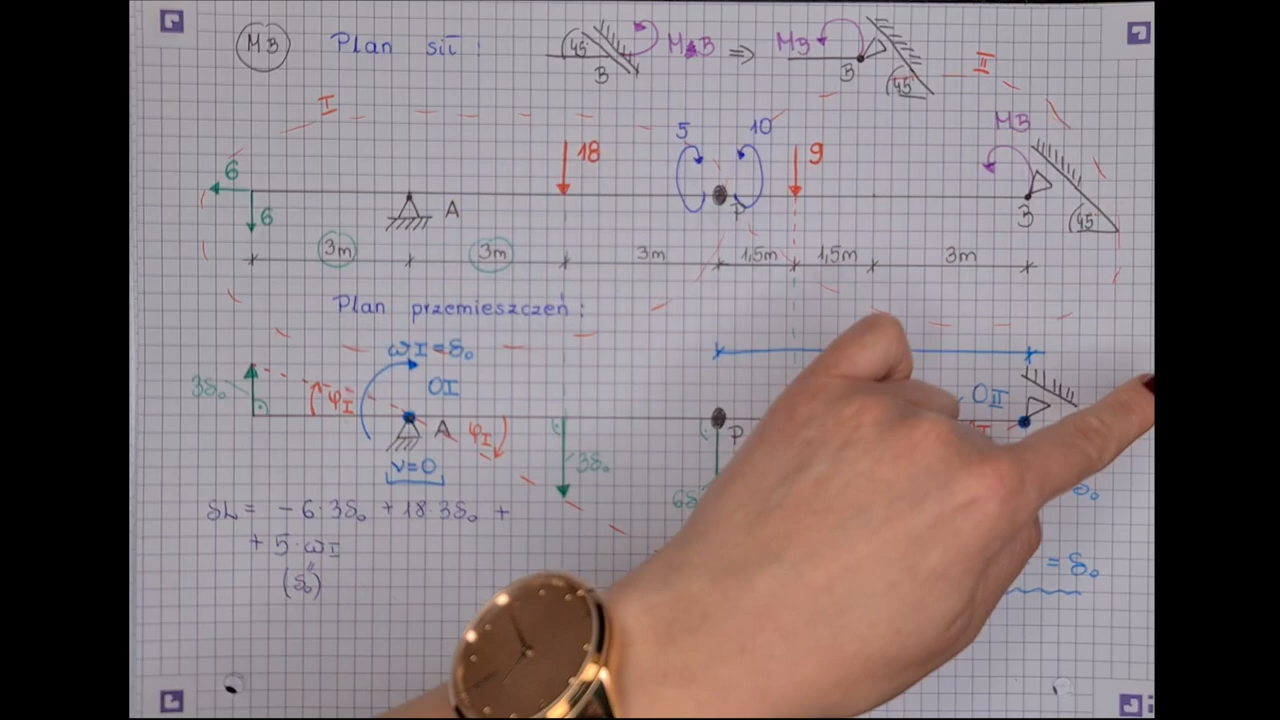 MB Plan sił: 45° B MAB ⇒ MB B 45°
I II
6 18 5 10 9 MB
6 A P B 45°
3m 3m 3m 1,5m 1,5m 3m
Plan przemieszczeń:
ωI=δ₀
3δ₀ φI OI OII
A φI P
v=0 3δ₀
δL = -6·3δ₀ + 18·3δ₀ +
+ 5·ωI
(δ₀)
= δ₀